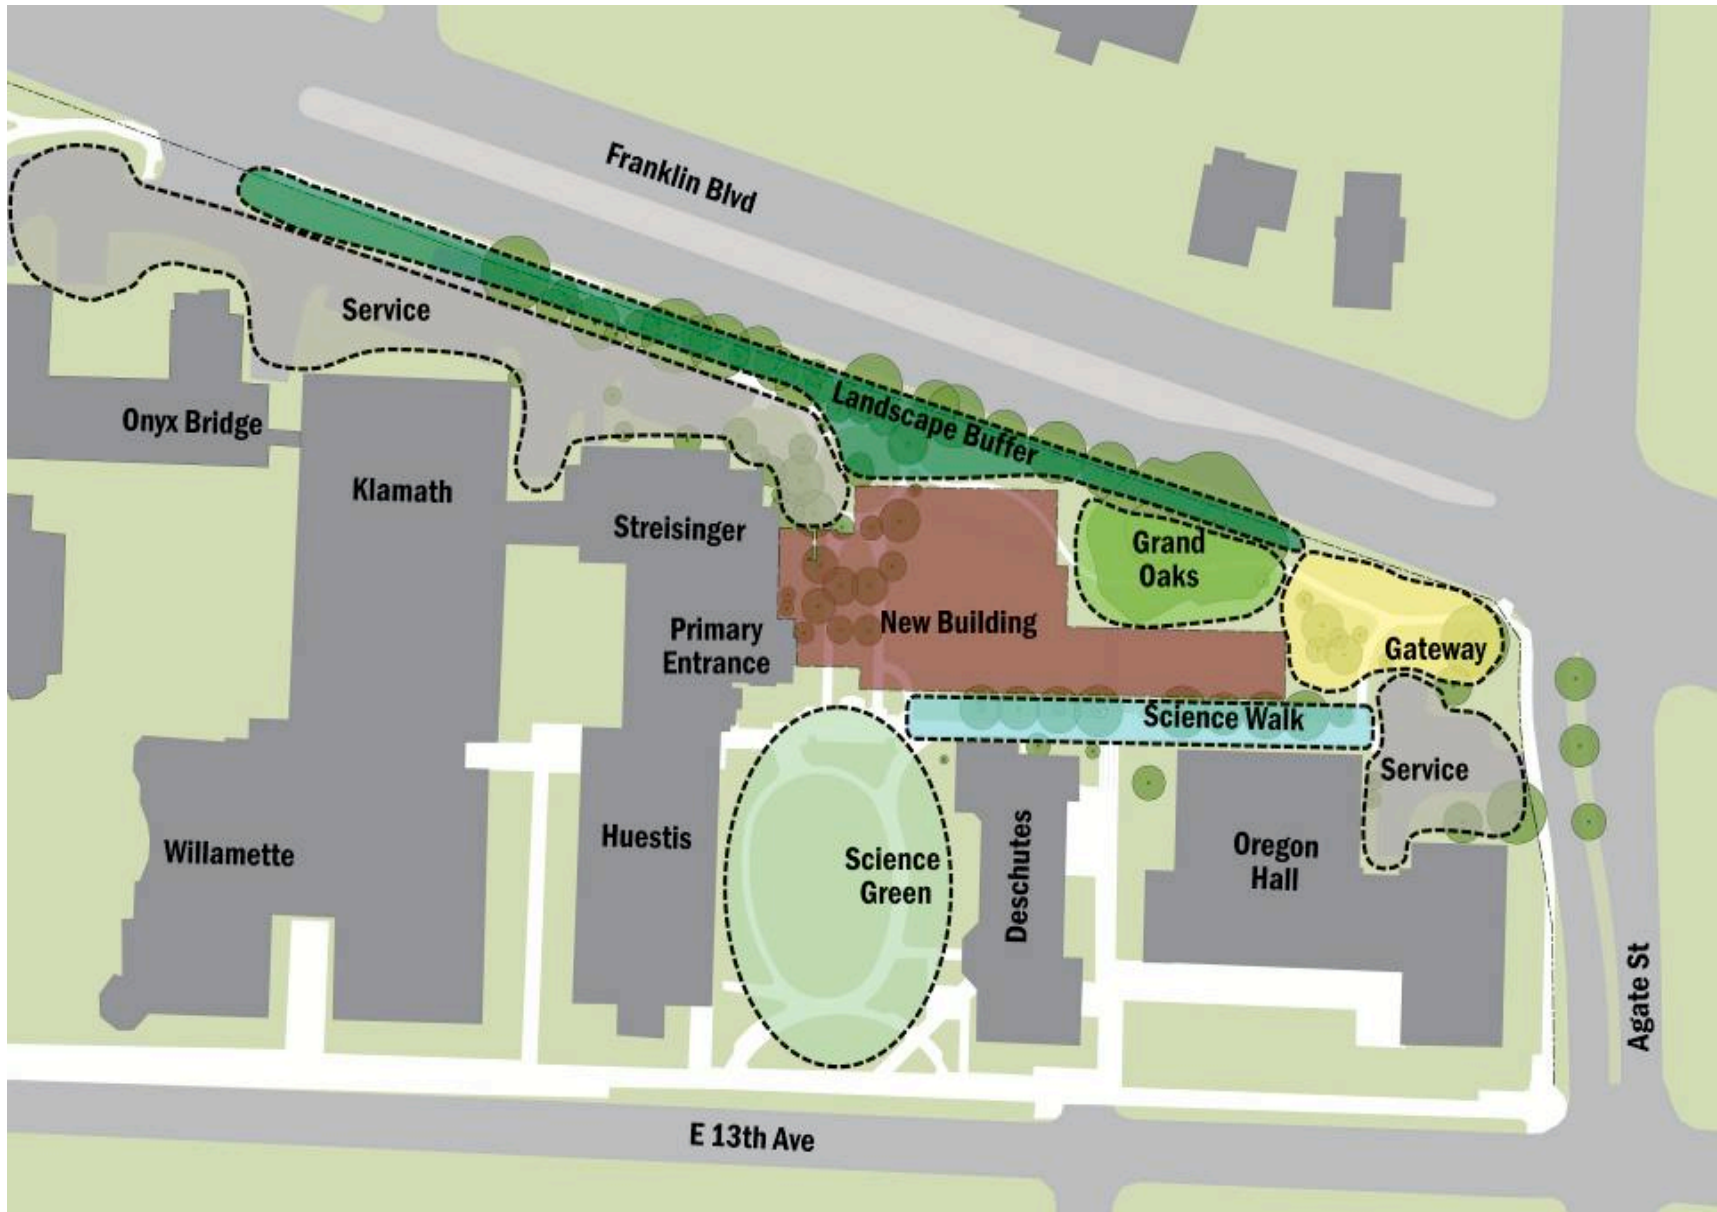 Franklin Blvd
Service
Landscape Buffer
Onyx Bridge
Klamath
Streisinger
Grand
Oaks
New Building
Primary
Entrance
Gateway
Science Walk
Service
Willamette
Huestis
Science
Green
Deschutes
Oregon
Hall
Agate St
E 13th Ave